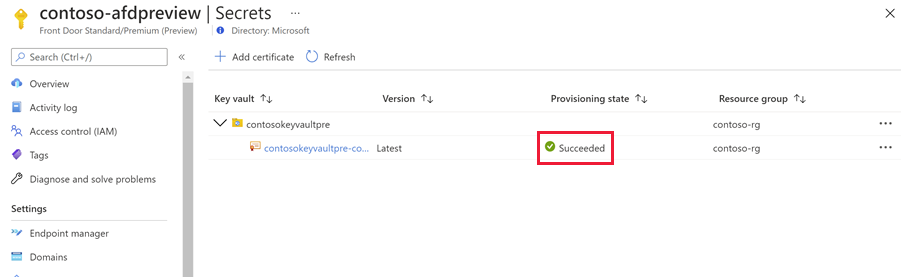 contoso-afdpreview | Secrets ...
Front Door Standard/Premium (Preview) Directory: Microsoft
Search (Ctrl+/)
Add certificate Refresh
Overview
Activity log
Access control (IAM)
Tags
Diagnose and solve problems
Settings
Endpoint manager
Domains
Key vault Version Provisioning state Resource group
contosokeyvaultpre contoso-rg
contosokeyvaultpre-co... Latest Succeeded contoso-rg